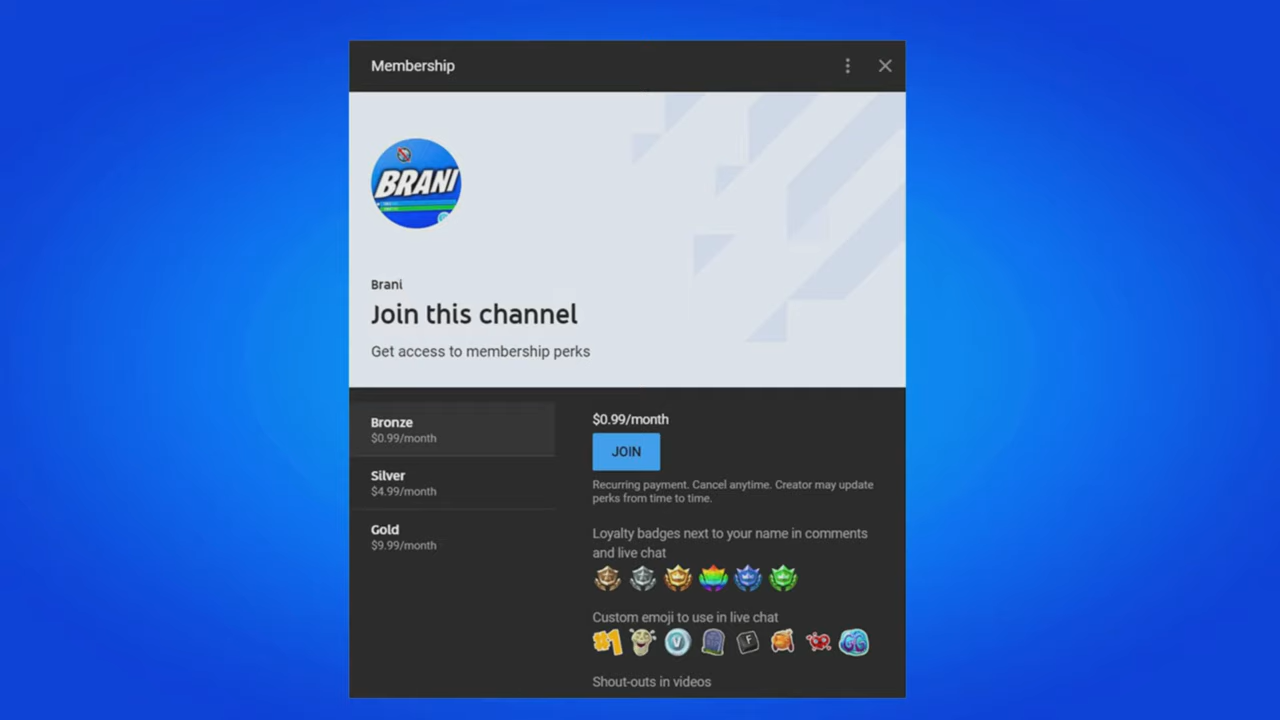 Membership
BRANI
Brani
Join this channel
Get access to membership perks
Bronze
$0.99/month
Silver
$4.99/month
Gold
$9.99/month
$0.99/month
JOIN
Recurring payment. Cancel anytime. Creator may update
perks from time to time.
Loyalty badges next to your name in comments
and live chat
Custom emoji to use in live chat
#1
V
F
GG
Shout-outs in videos